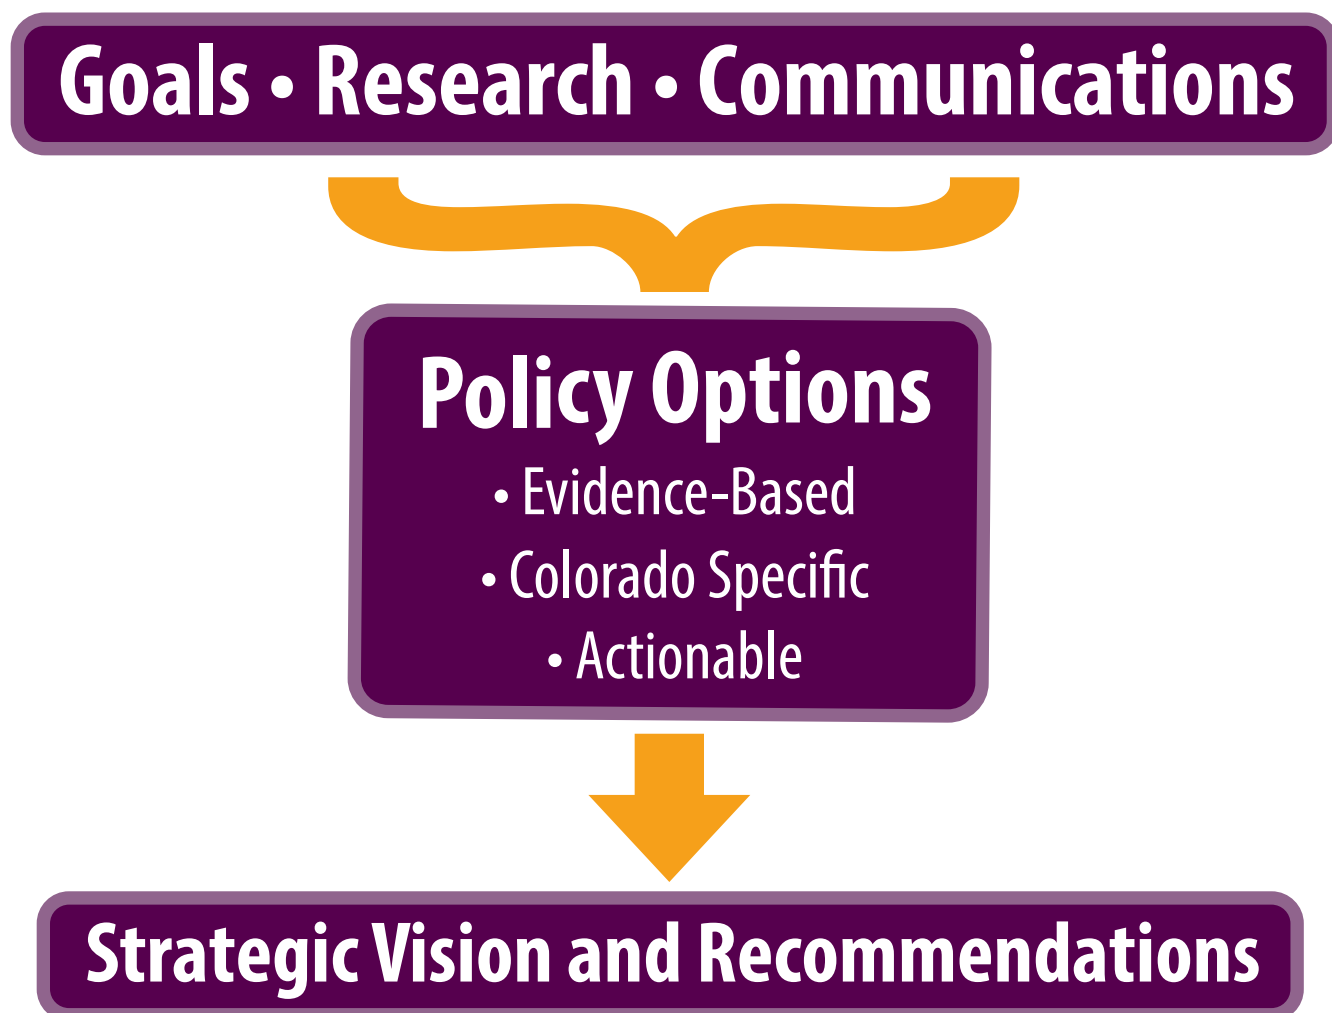 Goals • Research • Communications
Policy Options
• Evidence-Based
• Colorado Specific
• Actionable
Strategic Vision and Recommendations